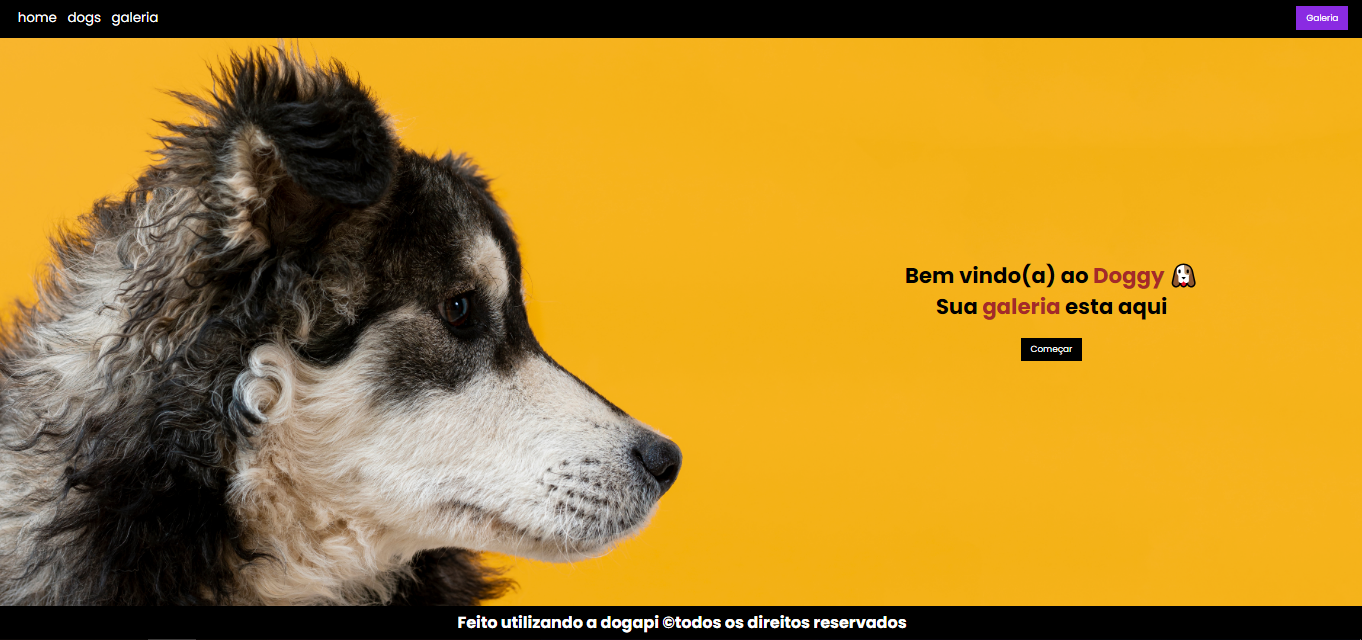 home dogs galeria
Galeria
Bem vindo(a) ao Doggy
Sua galeria esta aqui
Começar
Feito utilizando a dogapi ©todos os direitos reservados